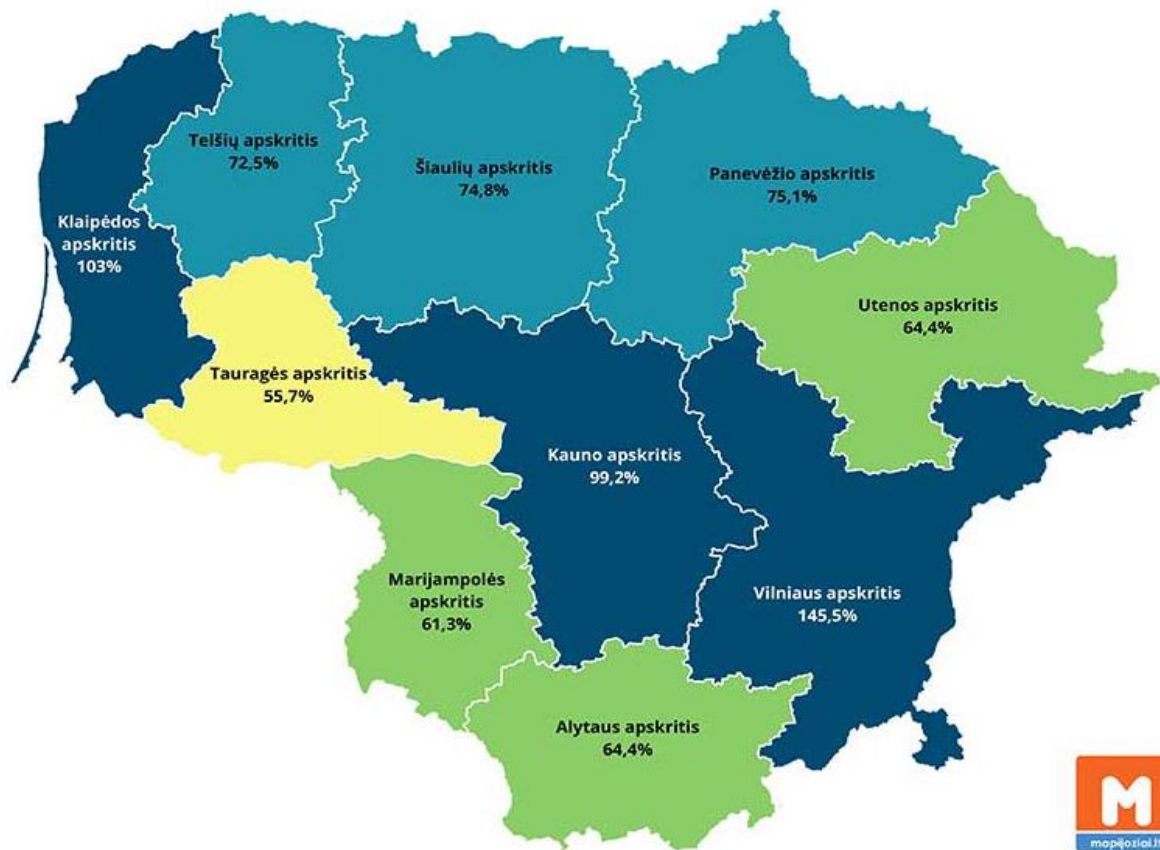 Telšių apskritis
72,5%
Šiaulių apskritis
74,8%
Panevėžio apskritis
75,1%
Klaipėdos
apskritis
103%
Utenos apskritis
64,4%
Tauragės apskritis
55,7%
Kauno apskritis
99,2%
Marijampolės
apskritis
61,3%
Vilniaus apskritis
145,5%
Alytaus apskritis
64,4%
M
mapijoziai.lt